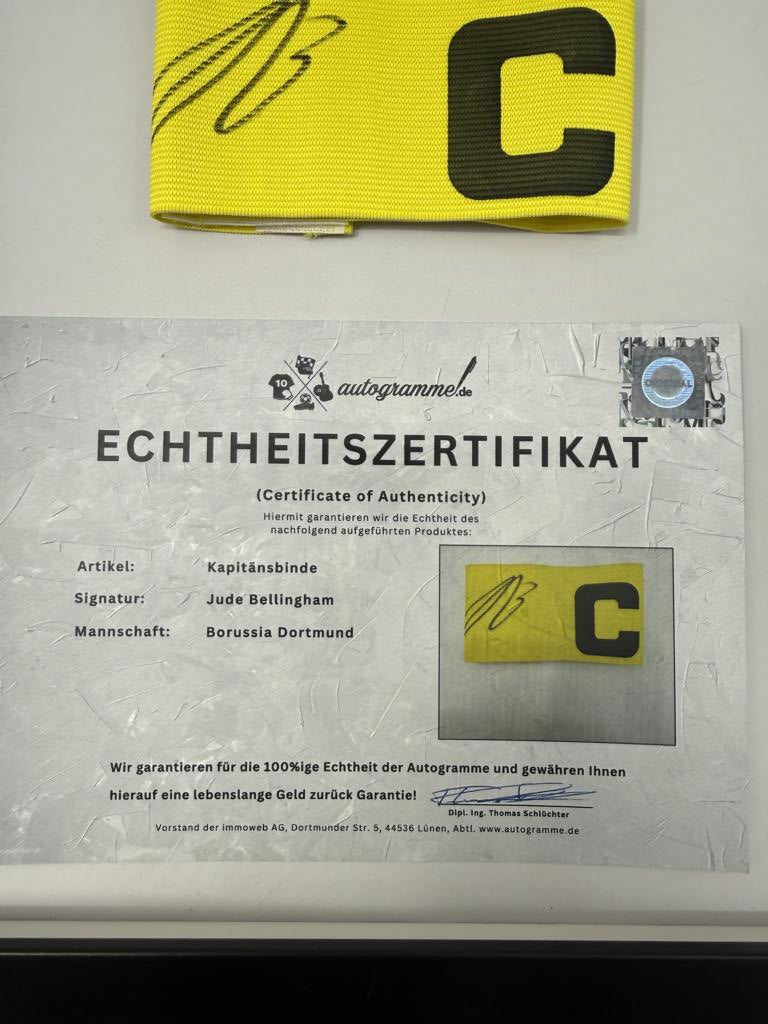 C
10
autogramme.de
ORIGINAL
ECHTHEITSZERTIFIKAT
(Certificate of Authenticity)
Hiermit garantieren wir die Echtheit des
nachfolgend aufgeführten Produktes:
Artikel: Kapitänsbinde
Signatur: Jude Bellingham
Mannschaft: Borussia Dortmund
C
Wir garantieren für die 100%ige Echtheit der Autogramme und gewähren Ihnen
hierauf eine lebenslange Geld zurück Garantie!
Dipl. Ing. Thomas Schlüchter
Vorstand der immoweb AG, Dortmunder Str. 5, 44536 Lünen, Abtl. www.autogramme.de